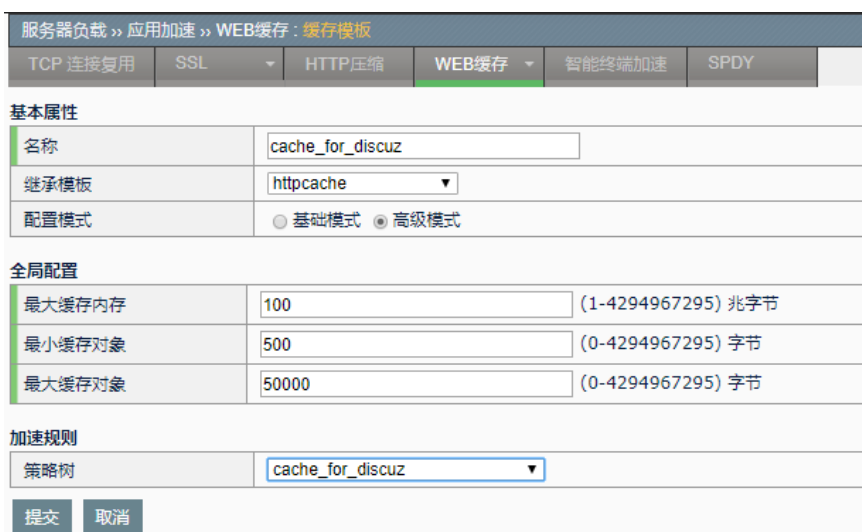 服务器负载 ›› 应用加速 ›› WEB缓存 : 缓存模板
TCP 连接复用 SSL HTTP压缩 WEB缓存 智能终端加速 SPDY
基本属性
名称 cache_for_discuz
继承模板 httpcache
配置模式 基础模式 高级模式
全局配置
最大缓存内存 100 (1-4294967295) 兆字节
最小缓存对象 500 (0-4294967295) 字节
最大缓存对象 50000 (0-4294967295) 字节
加速规则
策略树 cache_for_discuz
提交 取消